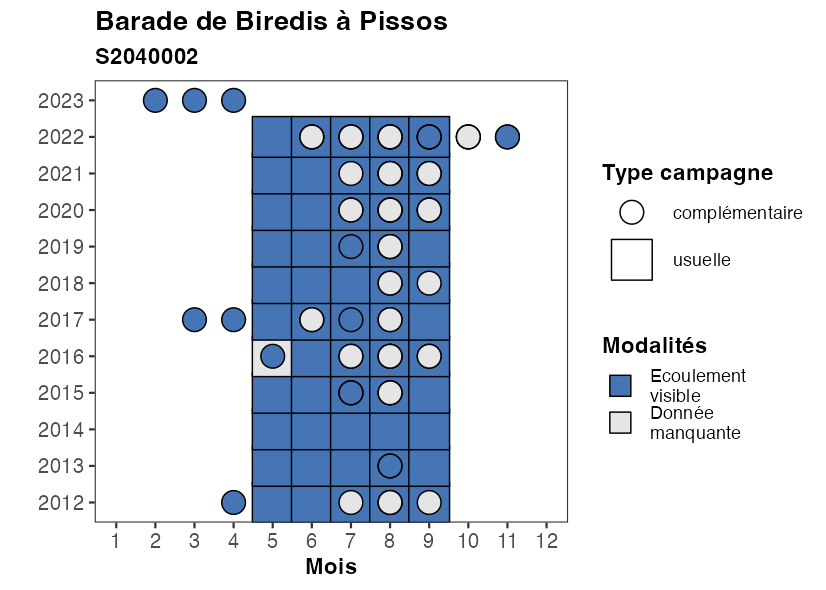 Barade de Biredis à Pissos
S2040002
2023
2022
2021
2020
2019
2018
2017
2016
2015
2014
2013
2012
1 2 3 4 5 6 7 8 9 10 11 12
Mois
Type campagne
complémentaire
usuelle
Modalités
Ecoulement
visible
Donnée
manquante